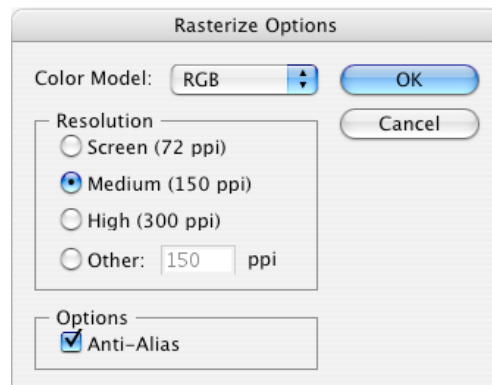 Rasterize Options
Color Model: RGB
OK
Cancel
Resolution
Screen (72 ppi)
Medium (150 ppi)
High (300 ppi)
Other: 150 ppi
Options
Anti-Alias